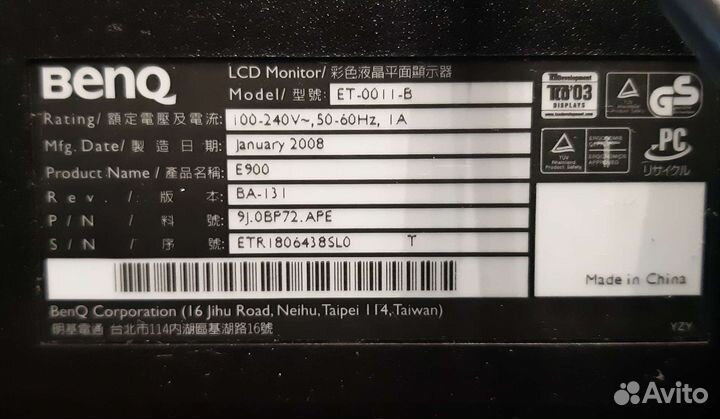 BenQ
LCD Monitor/彩色液晶平面顯示器
Model/型號: ET-0011-B
Rating/額定電壓及電流: 100-240V~,50-60Hz, 1A
Mfg. Date/製造日期: January 2008
Product Name/產品名稱: E900
Rev./版本: BA-131
P/N/料號: 9J.0BP72.APE
S/N/序號: ETR1806438SL0 T
TCO'03
DISPLAYS
TÜV
GS
TÜV
PC
リサイクル
Made in China
BenQ Corporation (16 Jihu Road, Neihu,Taipei 114,Taiwan)
明基電通 台北市114內湖區基湖路16號
YZY
Avito